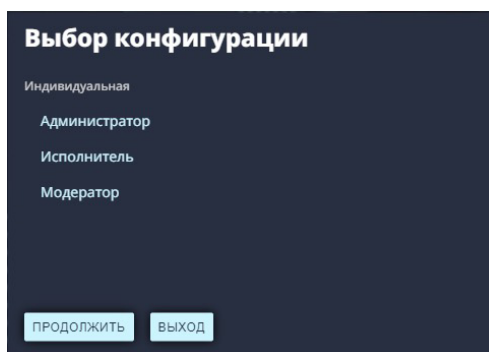 Выбор конфигурации
Индивидуальная
Администратор
Исполнитель
Модератор
ПРОДОЛЖИТЬ ВЫХОД